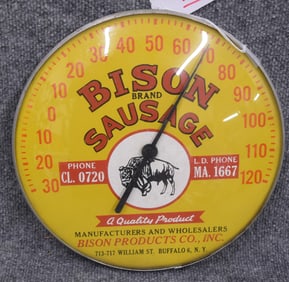 BISON
BRAND
SAUSAGE
PHONE
CL. 0720
L.D. PHONE
MA. 1667
A Quality Product
MANUFACTURERS AND WHOLESALERS
BISON PRODUCTS CO., INC.
713-717 WILLIAM ST. BUFFALO 6, N.Y.
30
20
10
0
10
20
30
40
50
60
70
80
90
100
110
120